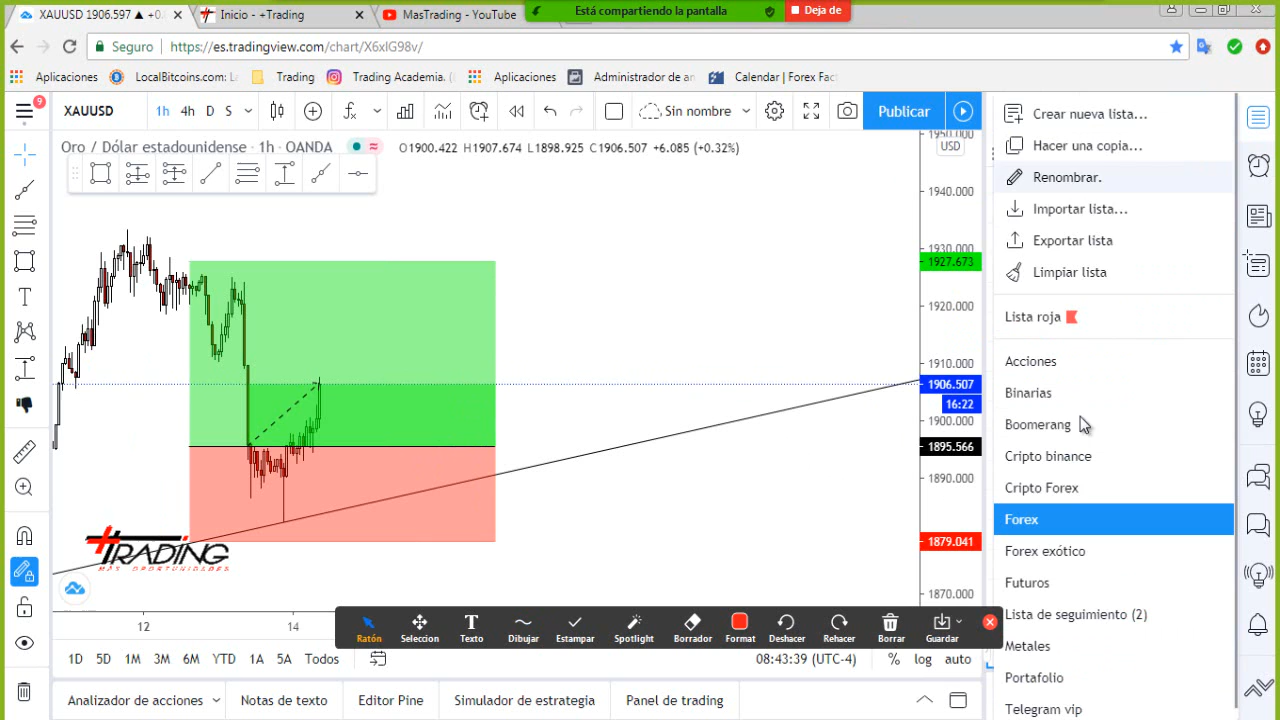 XAUUSD 1906.597 ▲ +0.
Inicio - +Trading
MasTrading - YouTube
Está compartiendo la pantalla
Deja de
Seguro
https://es.tradingview.com/chart/X6xIG98v/
Aplicaciones
LocalBitcoins.com: L
Trading
Trading Academia. (
Aplicaciones
Administrador de an
Calendar | Forex Fact
9
XAUUSD
1h
4h
D
S
Sin nombre
Publicar
Oro / Dólar estadounidense · 1h · OANDA
O1900.422 H1907.674 L1898.925 C1906.507 +6.085 (+0.32%)
1950.000
USD
1940.000
1930.000
1927.673
1920.000
1910.000
1906.507
16:22
1900.000
1895.566
1890.000
1879.041
1870.000
TRADING
MÁS OPORTUNIDADES
12
14
Crear nueva lista...
Hacer una copia...
Renombrar.
Importar lista...
Exportar lista
Limpiar lista
Lista roja
Acciones
Binarias
Boomerang
Cripto binance
Cripto Forex
Forex
Forex exótico
Futuros
Lista de seguimiento (2)
Metales
Portafolio
Telegram vip
Ratón
Seleccion
Texto
Dibujar
Estampar
Spotlight
Borrador
Format
Deshacer
Rehacer
Borrar
Guardar
1D 5D 1M 3M 6M YTD 1A 5A Todos
08:43:39 (UTC-4)
% log auto
Analizador de acciones
Notas de texto
Editor Pine
Simulador de estrategia
Panel de trading